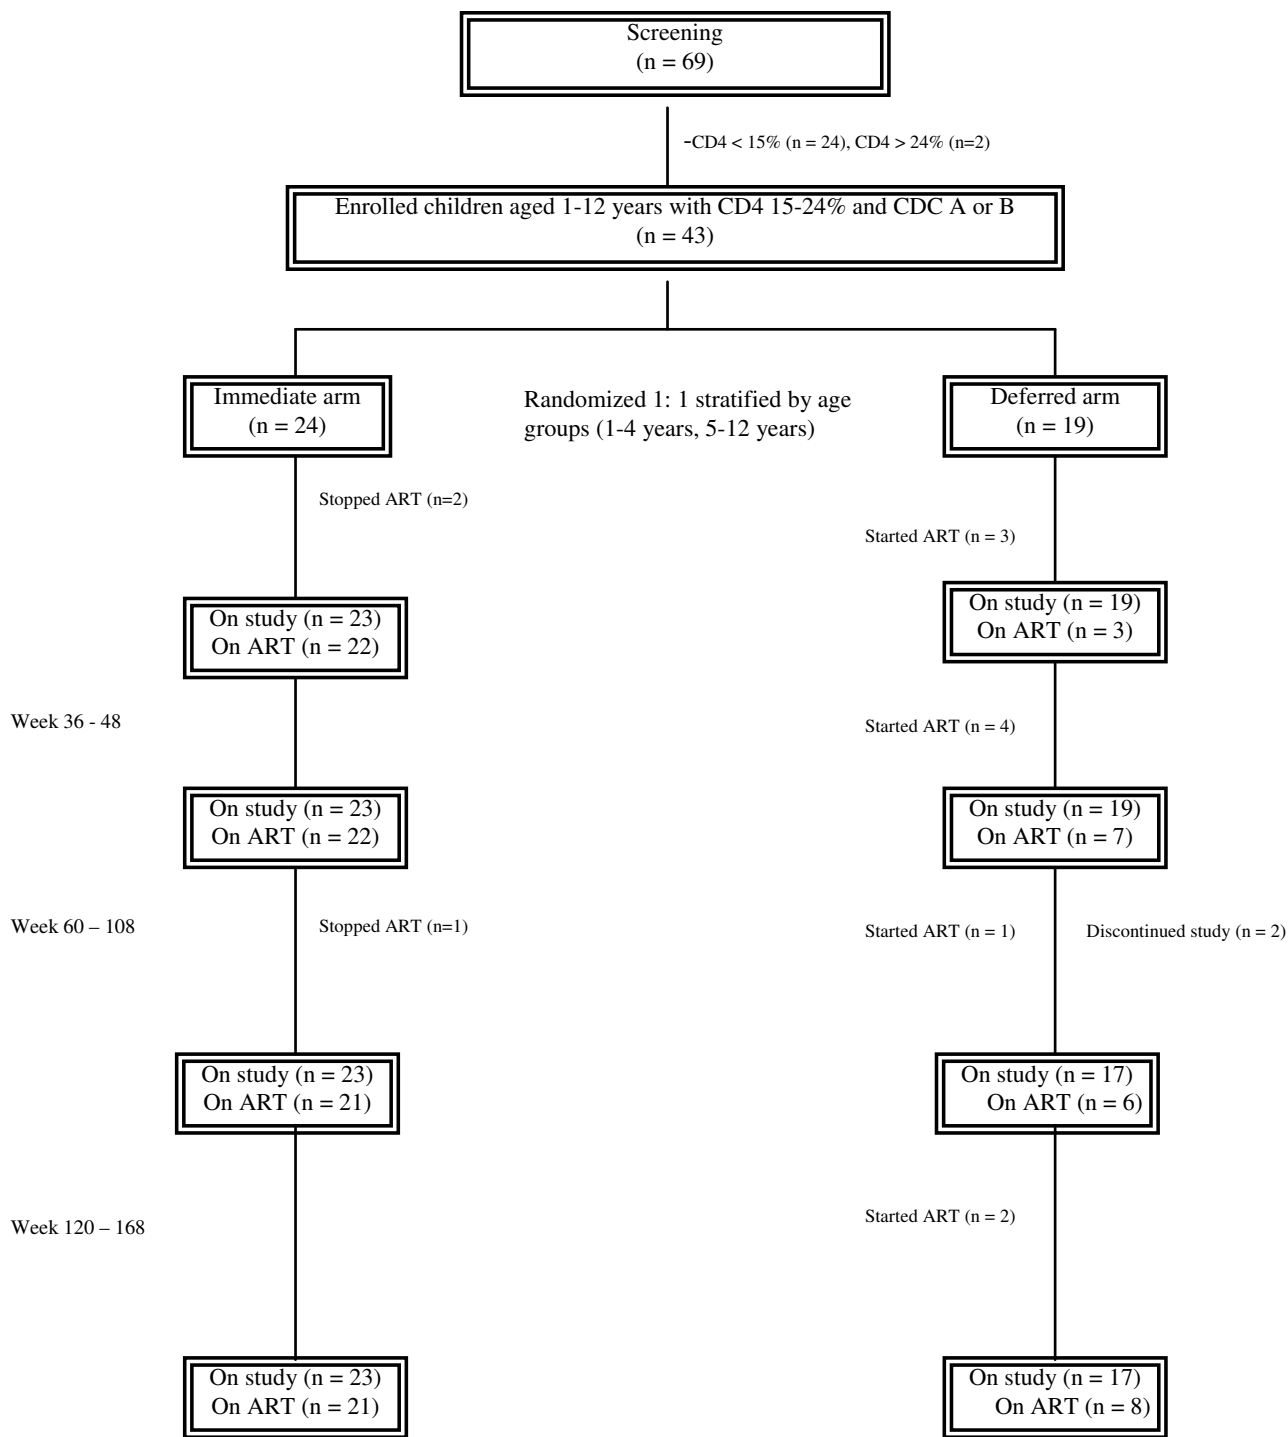 Screening
(n = 69)
-CD4 < 15% (n = 24), CD4 > 24% (n=2)
Enrolled children aged 1-12 years with CD4 15-24% and CDC A or B
(n = 43)
Immediate arm
(n = 24)
Randomized 1: 1 stratified by age
groups (1-4 years, 5-12 years)
Deferred arm
(n = 19)
Stopped ART (n=2)
Started ART (n = 3)
On study (n = 23)
On ART (n = 22)
On study (n = 19)
On ART (n = 3)
Week 36 - 48
Started ART (n = 4)
On study (n = 23)
On ART (n = 22)
On study (n = 19)
On ART (n = 7)
Week 60 – 108
Stopped ART (n=1)
Started ART (n = 1)
Discontinued study (n = 2)
On study (n = 23)
On ART (n = 21)
On study (n = 17)
On ART (n = 6)
Week 120 – 168
Started ART (n = 2)
On study (n = 23)
On ART (n = 21)
On study (n = 17)
On ART (n = 8)